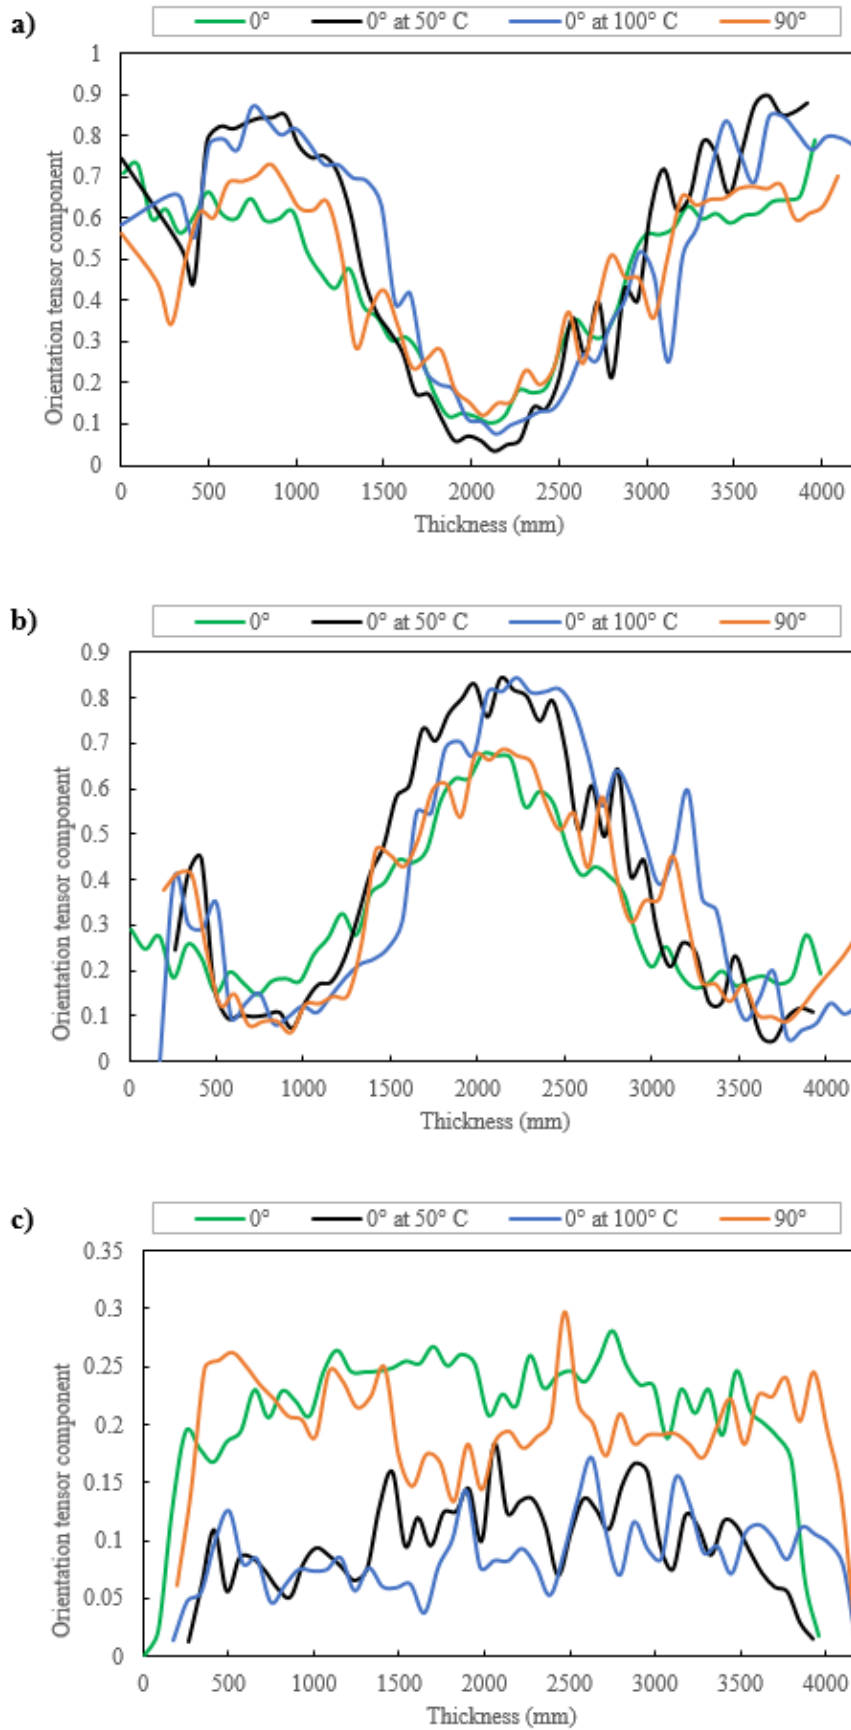 a)
0° 0° at 50° C 0° at 100° C 90°
Orientation tensor component
1
0.9
0.8
0.7
0.6
0.5
0.4
0.3
0.2
0.1
0
0 500 1000 1500 2000 2500 3000 3500 4000
Thickness (mm)
b)
0° 0° at 50° C 0° at 100° C 90°
Orientation tensor component
0.9
0.8
0.7
0.6
0.5
0.4
0.3
0.2
0.1
0
0 500 1000 1500 2000 2500 3000 3500 4000
Thickness (mm)
c)
0° 0° at 50° C 0° at 100° C 90°
Orientation tensor component
0.35
0.3
0.25
0.2
0.15
0.1
0.05
0
0 500 1000 1500 2000 2500 3000 3500 4000
Thickness (mm)